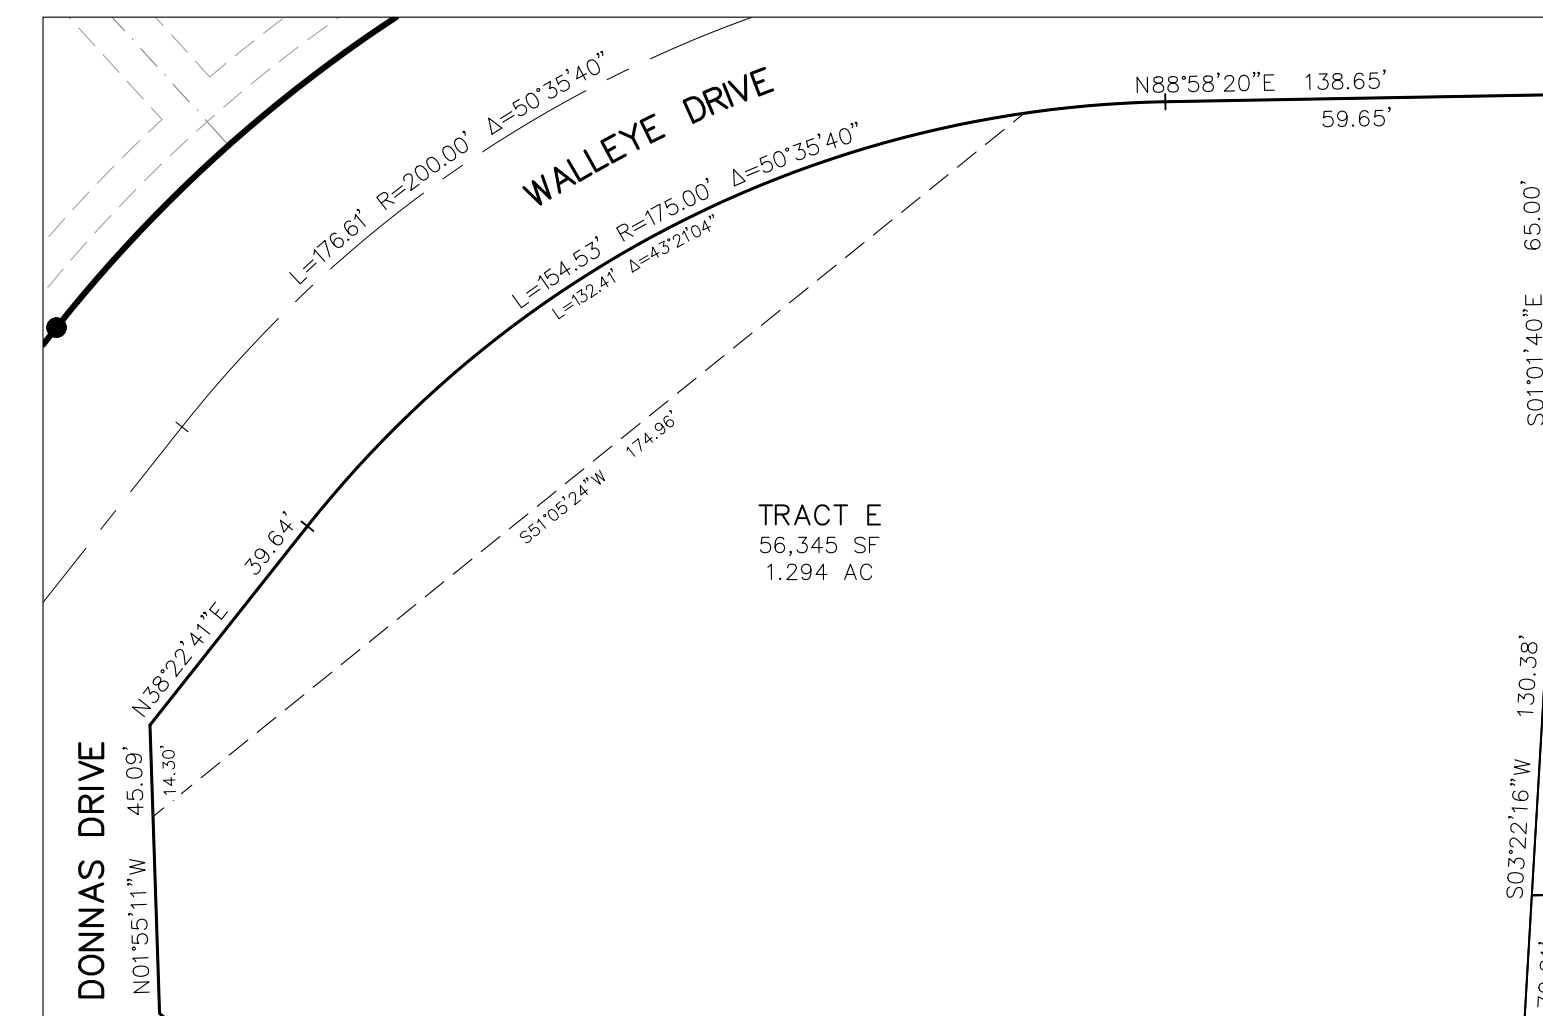 N88°58'20"E 138.65'
59.65'
L=176.61' R=200.00' Δ=50°35'40"
WALLEYE DRIVE
L=154.53' R=175.00' Δ=50°35'40"
L=132.41' Δ=43°21'04"
65.00'
S01°01'40"E
S51°05'24"W 174.96'
TRACT E
56,345 SF
1.294 AC
N38°22'41"E 39.64'
130.38'
S03°22'16"W
14.30'
N01°55'11"W 45.09'
DONNAS DRIVE